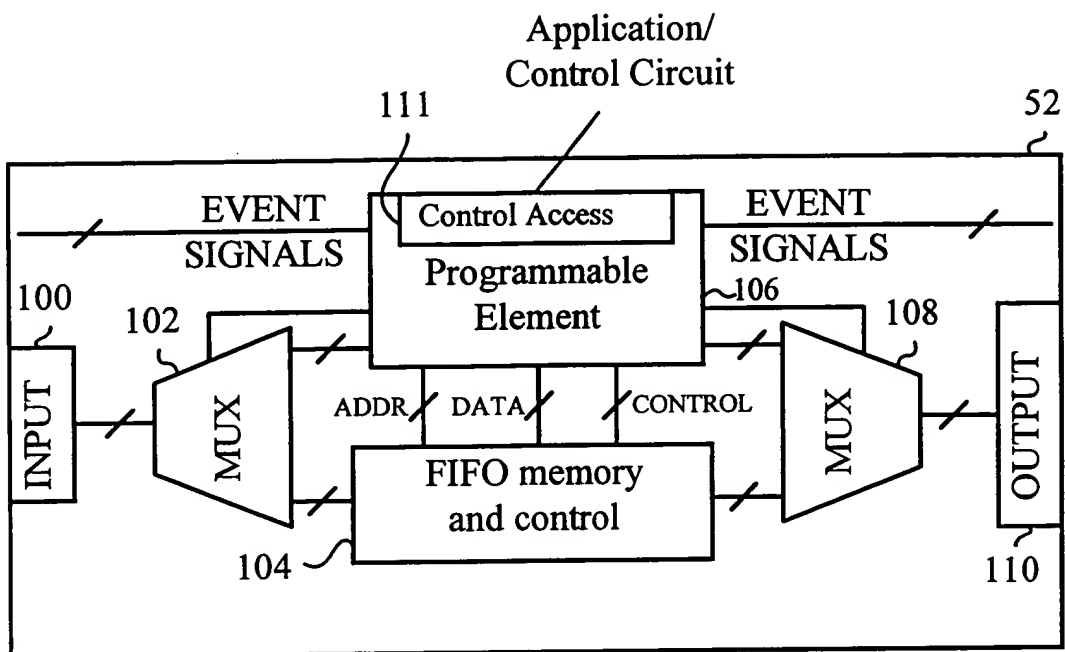 Application/
Control Circuit
111
52
EVENT
SIGNALS
Control Access
EVENT
SIGNALS
Programmable
Element
106
100
102
108
INPUT
MUX
ADDR
DATA
CONTROL
MUX
OUTPUT
FIFO memory
and control
104
110